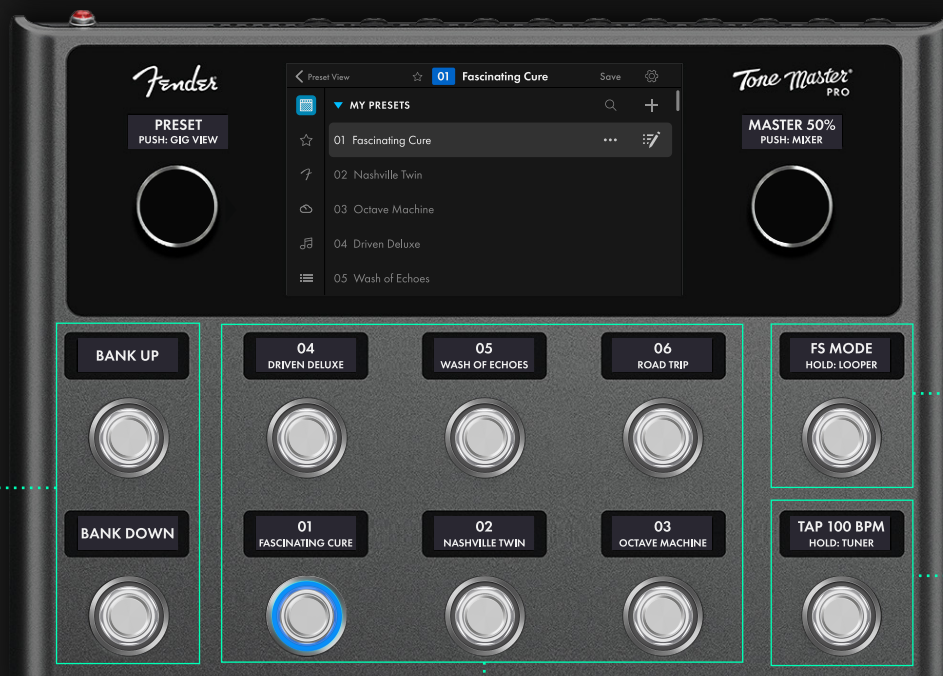 Fender
Preset View
01 Fascinating Cure
Save
Tone Master®
PRO
PRESET
PUSH: GIG VIEW
MY PRESETS
01 Fascinating Cure
02 Nashville Twin
03 Octave Machine
04 Driven Deluxe
05 Wash of Echoes
MASTER 50%
PUSH: MIXER
BANK UP
04
DRIVEN DELUXE
05
WASH OF ECHOES
06
ROAD TRIP
FS MODE
HOLD: LOOPER
BANK DOWN
01
FASCINATING CURE
02
NASHVILLE TWIN
03
OCTAVE MACHINE
TAP 100 BPM
HOLD: TUNER